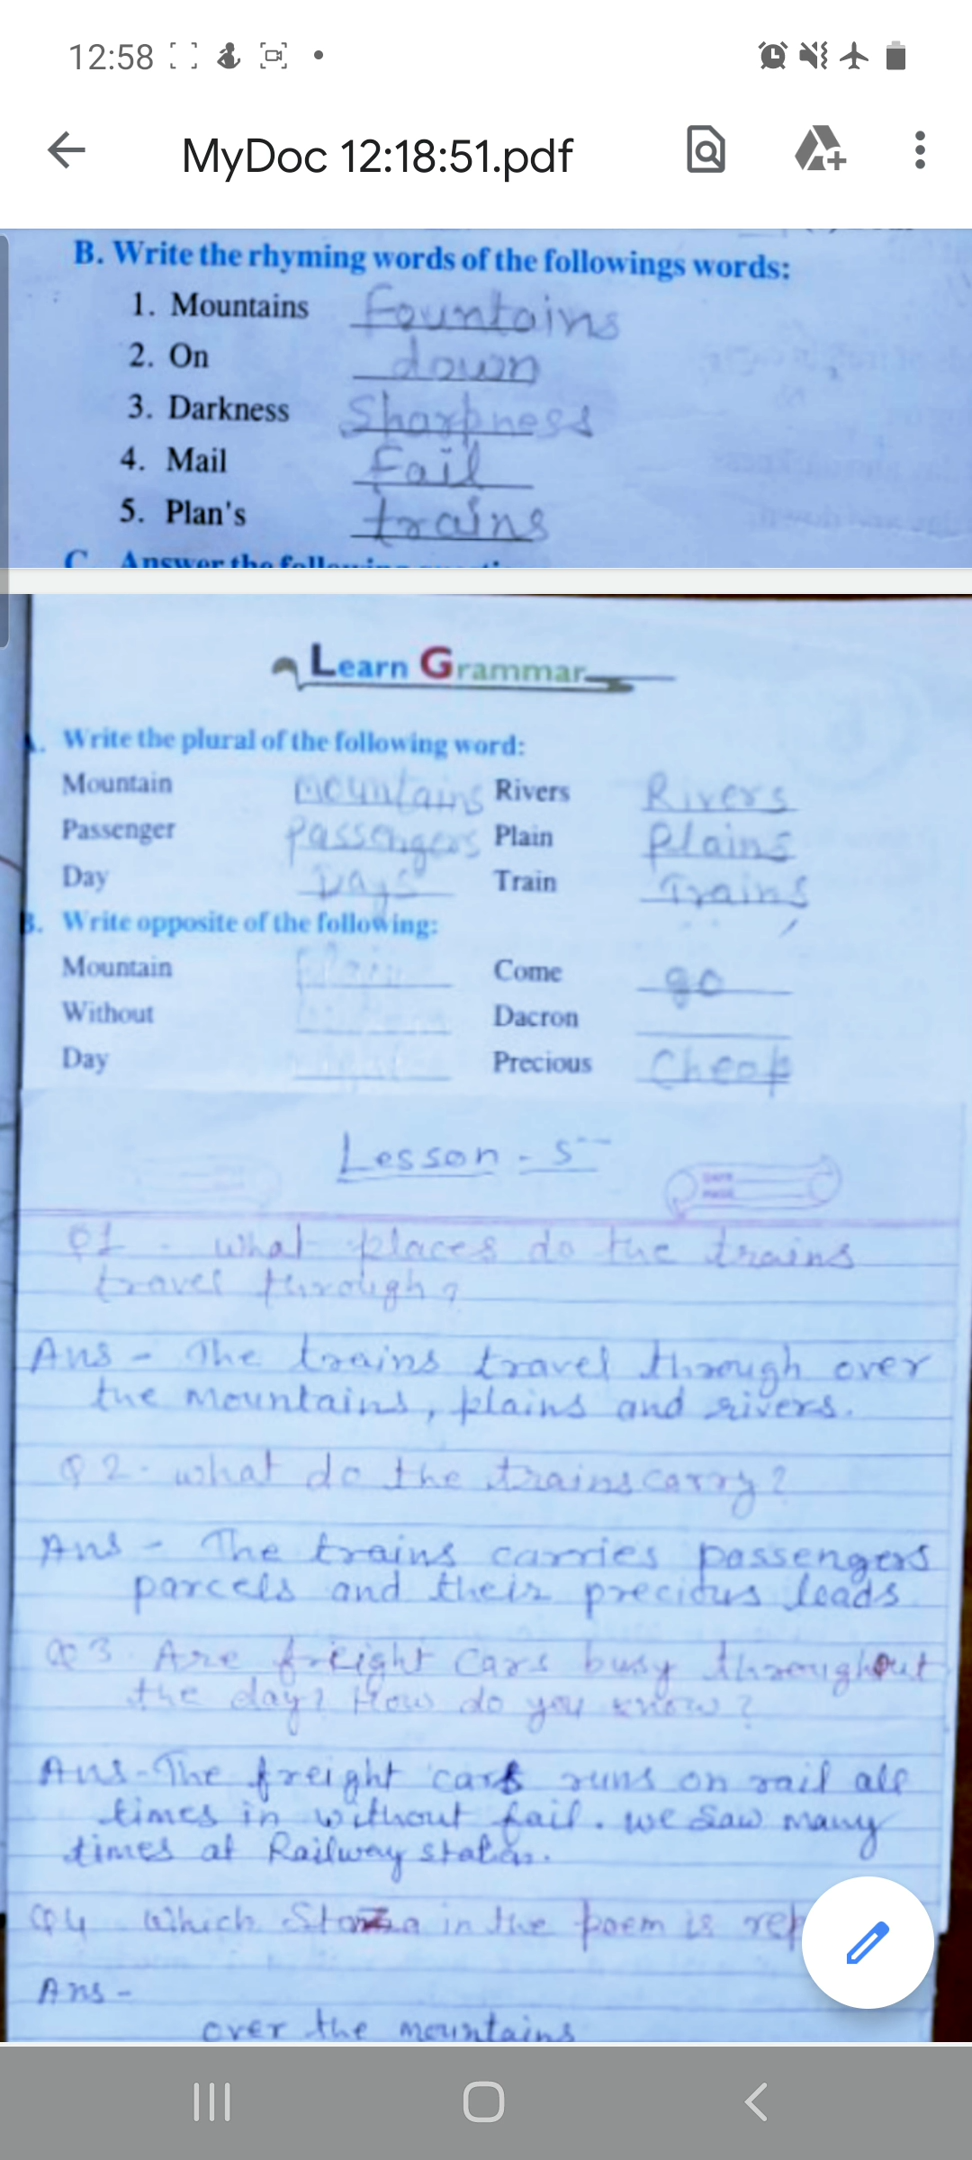 12:58
MyDoc 12:18:51.pdf
B. Write the rhyming words of the followings words:
1. Mountains Fountains
2. On down
3. Darkness Sharpness
4. Mail Fail
5. Plan's trains
C. Answer the following
Learn Grammar
Write the plural of the following word:
Mountain mountains Rivers Rivers
Passenger Passengers Plain Plains
Day Days Train Trains
B. Write opposite of the following:
Mountain Plain Come go
Without Dacron
Day Precious Cheap
Lesson - 5
DATE
PAGE
Q1 - what places do the trains
travel through?
Ans - The trains travel through over
the mountains, plains and rivers.
Q2. what do the trains carry?
Ans - The trains carries passengers
parcels and their precious loads
Q3. Are freight cars busy throughout
the day? How do you know?
Ans-The freight cars runs on rail all
times in without fail. we saw many
times at Railway station.
Q4 Which Stanza in the poem is rep
Ans -
over the mountains